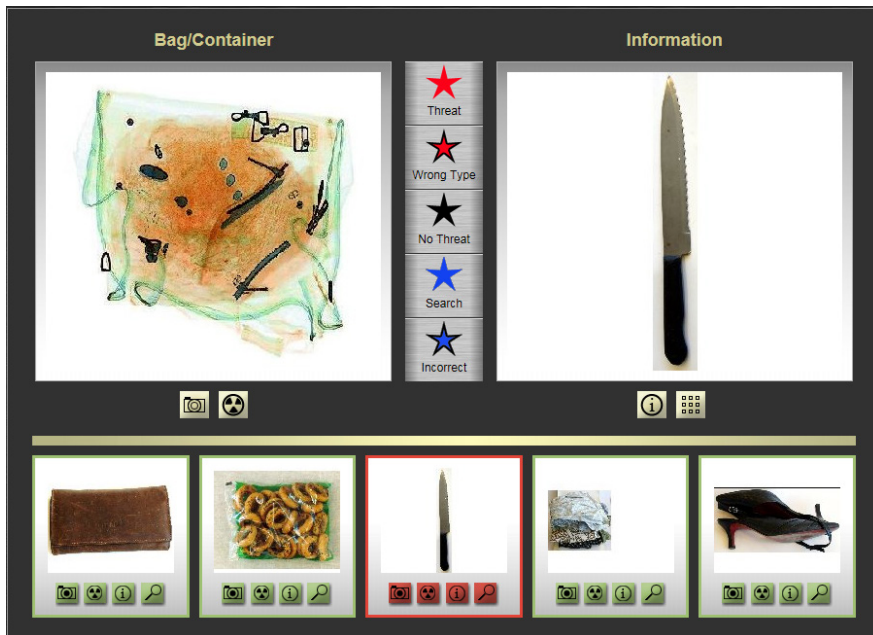 Bag/Container
Information
Threat
Wrong Type
No Threat
Search
Incorrect